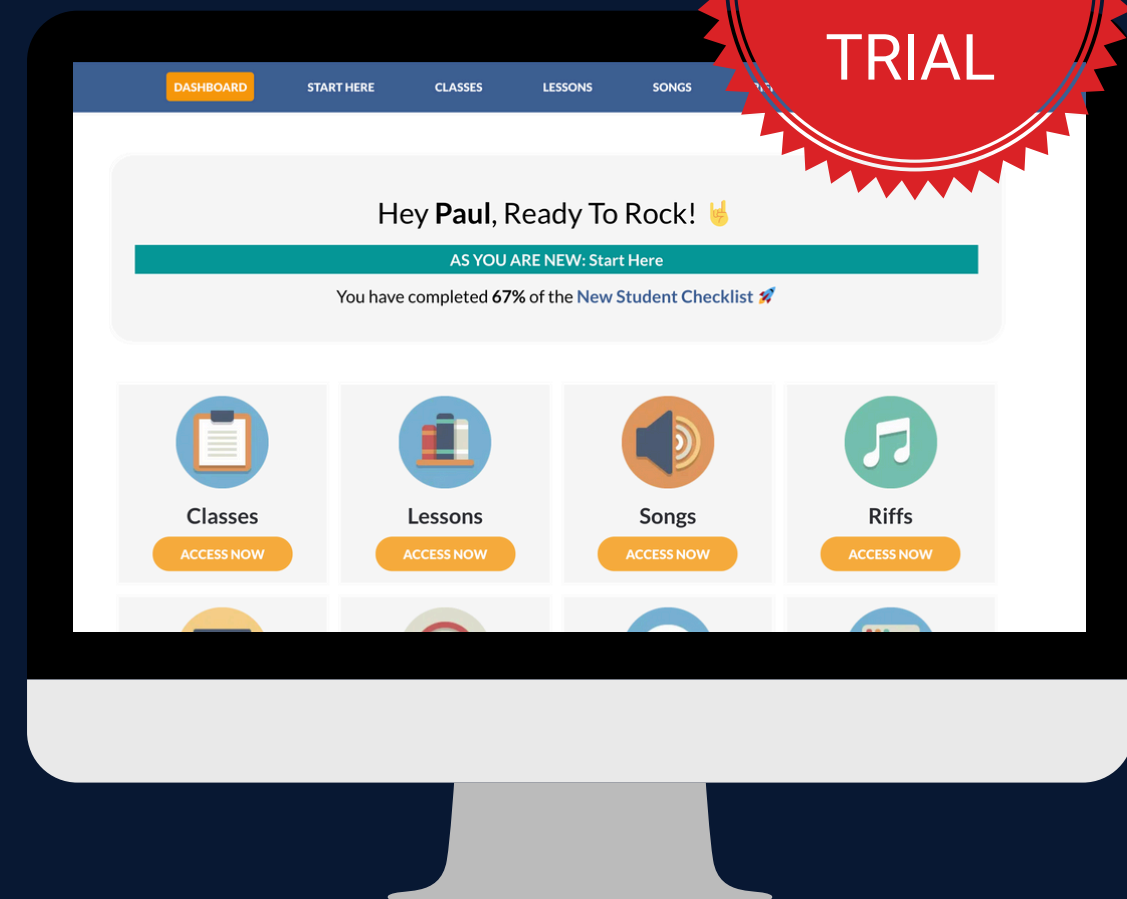 TRIAL
DASHBOARD START HERE CLASSES LESSONS SONGS
Hey Paul, Ready To Rock! 🤘
AS YOU ARE NEW: Start Here
You have completed 67% of the New Student Checklist 🚀
Classes Lessons Songs Riffs
ACCESS NOW ACCESS NOW ACCESS NOW ACCESS NOW